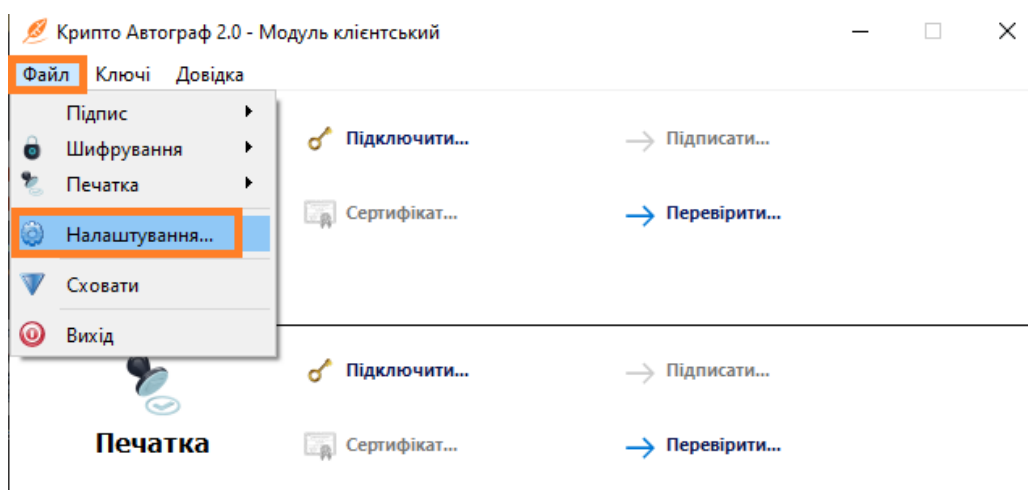 Крипто Автограф 2.0 - Модуль клієнтський
Файл Ключі Довідка
Підпис
Шифрування
Печатка
Налаштування...
Сховати
Вихід
Підключити... Підписати...
Сертифікат... Перевірити...
Печатка
Підключити... Підписати...
Сертифікат... Перевірити...